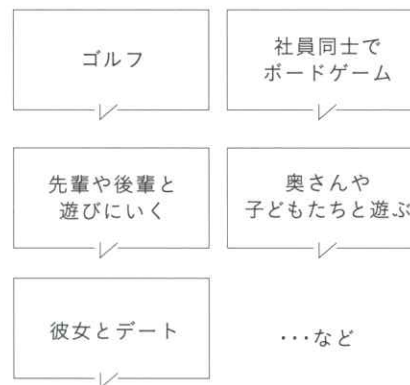 ゴルフ
社員同士で
ボードゲーム
先輩や後輩と
遊びにいく
奥さんや
子どもたちと遊ぶ
彼女とデート
･･･など